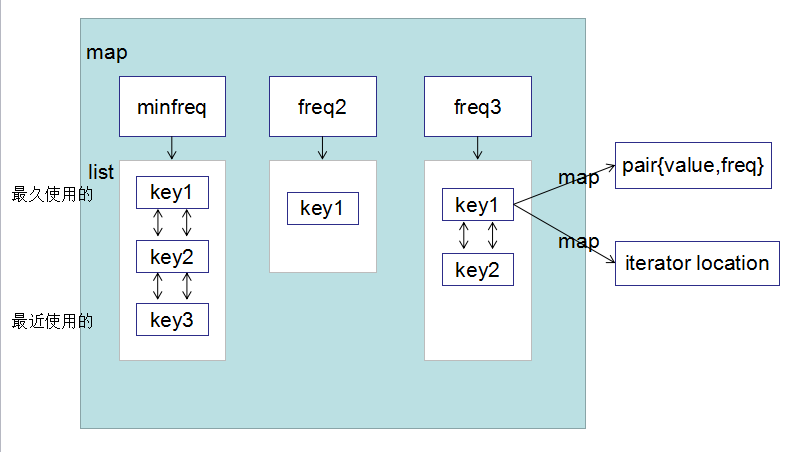 map
minfreq
freq2
freq3
list
最久使用的
key1
key2
key3
最近使用的
key1
key1
key2
map
pair{value,freq}
map
iterator location